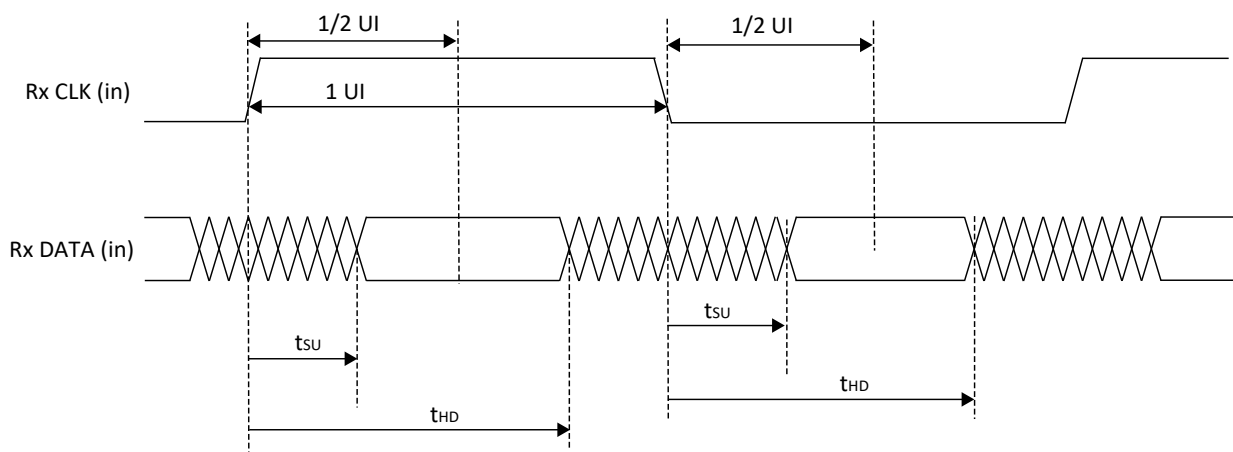 1/2 UI
1/2 UI
Rx CLK (in)
1 UI
Rx DATA (in)
tSU
tSU
tHD
tHD